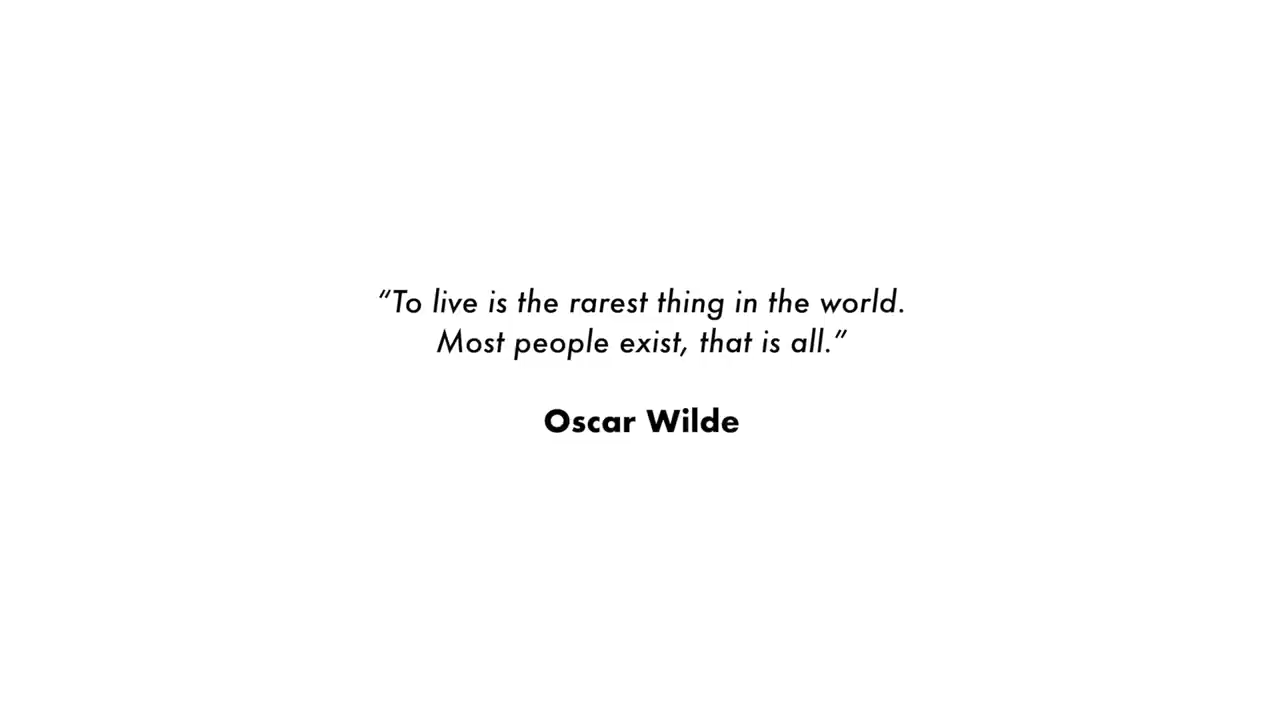 “To live is the rarest thing in the world.
Most people exist, that is all.”
Oscar Wilde